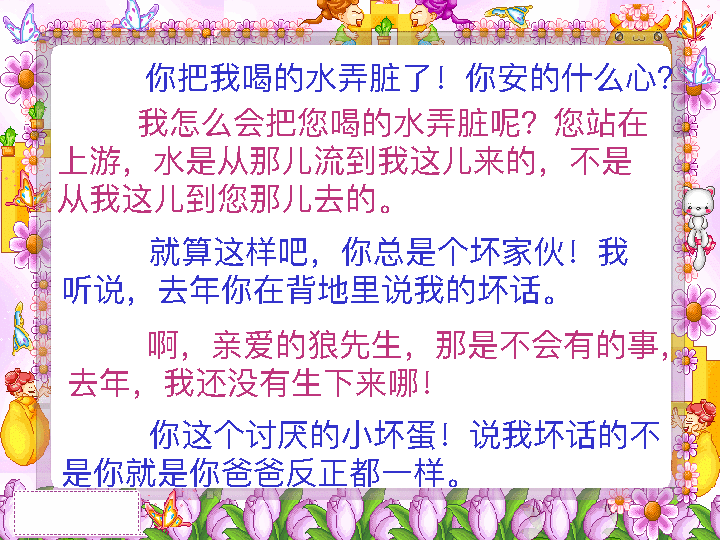 你把我喝的水弄脏了！你安的什么心？
我怎么会把您喝的水弄脏呢？您站在
上游，水是从那儿流到我这儿来的，不是
从我这儿到您那儿去的。
就算这样吧，你总是个坏家伙！我
听说，去年你在背地里说我的坏话。
啊，亲爱的狼先生，那是不会有的事，
去年，我还没有生下来哪！
你这个讨厌的小坏蛋！说我坏话的不
是你就是你爸爸反正都一样。